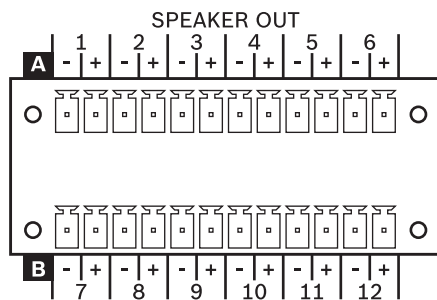 SPEAKER OUT
1 2 3 4 5 6
A - + - + - + - + - + - +
B - + - + - + - + - + - +
7 8 9 10 11 12